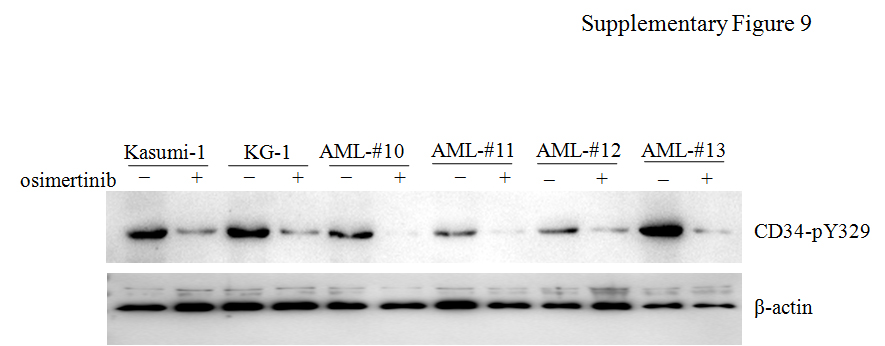 Supplementary Figure 9
Kasumi-1 KG-1 AML-#10 AML-#11 AML-#12 AML-#13
osimertinib − + − + − + − + − + − +
CD34-pY329
β-actin